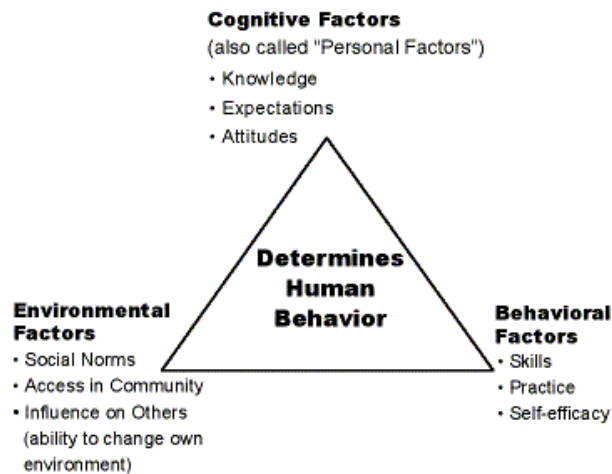 Cognitive Factors
(also called "Personal Factors")
• Knowledge
• Expectations
• Attitudes
Determines
Human
Behavior
Environmental
Factors
• Social Norms
• Access in Community
• Influence on Others
(ability to change own
environment)
Behavioral
Factors
• Skills
• Practice
• Self-efficacy